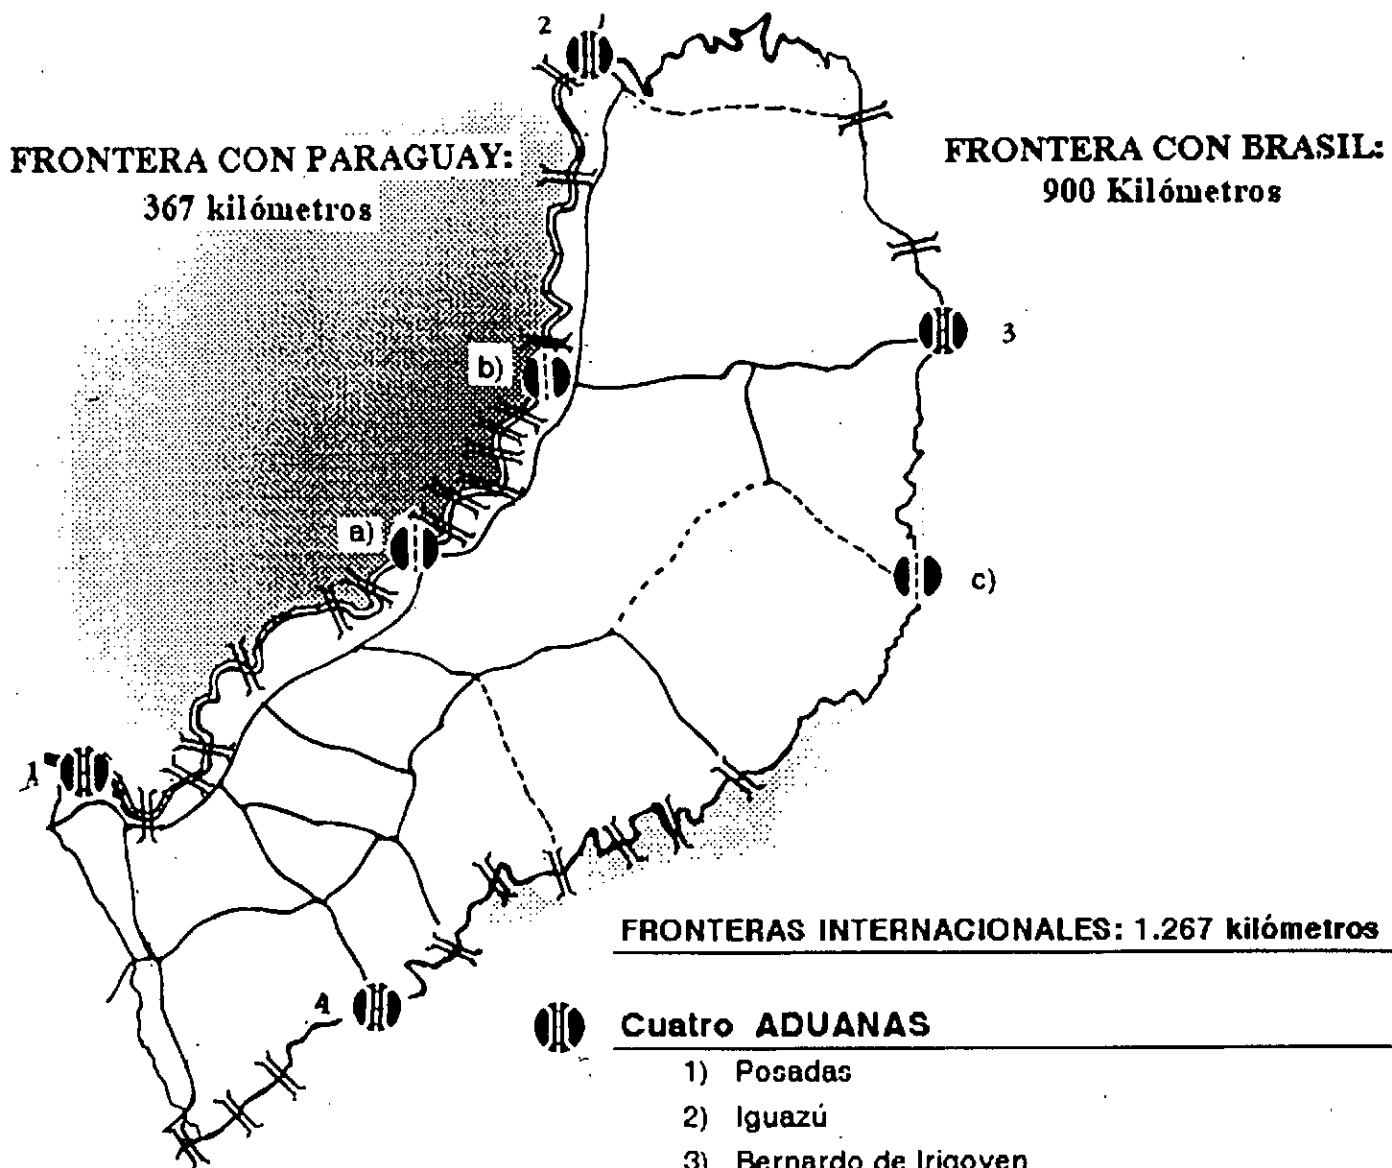 2
FRONTERA CON PARAGUAY:
367 kilómetros
FRONTERA CON BRASIL:
900 Kilómetros
3
b)
a)
c)
1
4
FRONTERAS INTERNACIONALES: 1.267 kilómetros
Cuatro ADUANAS
1) Posadas
2) Iguazú
3) Bernardo de Irigoyen